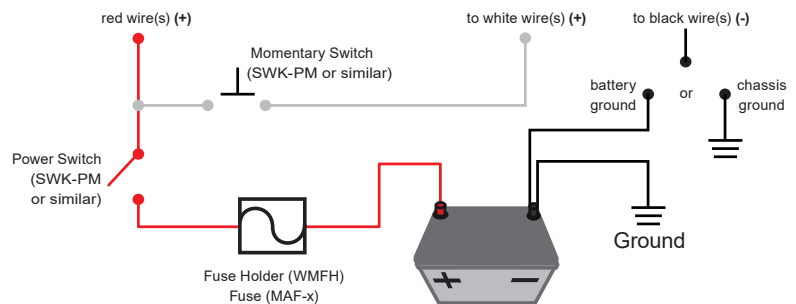 red wire(s) (+)
to white wire(s) (+)
to black wire(s) (-)
Momentary Switch
(SWK-PM or similar)
battery
ground
or
chassis
ground
Power Switch
(SWK-PM
or similar)
Ground
Fuse Holder (WMFH)
Fuse (MAF-x)
+ −